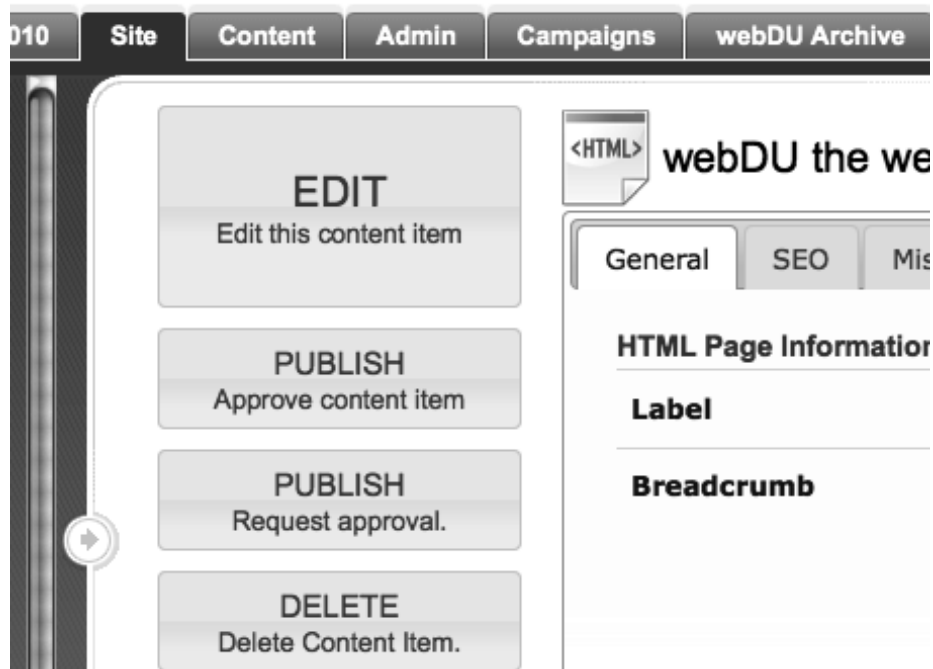 010 Site Content Admin Campaigns webDU Archive
EDIT
Edit this content item
PUBLISH
Approve content item
PUBLISH
Request approval.
DELETE
Delete Content Item.
<HTML> webDU the we
General SEO Mis
HTML Page Information
Label
Breadcrumb